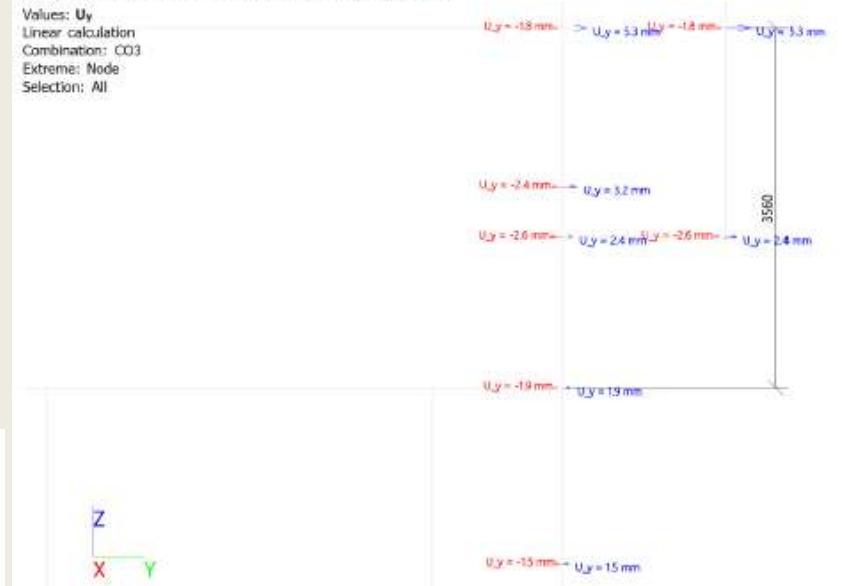 Values: Uy
Linear calculation
Combination: CO3
Extreme: Node
Selection: All
U_y = -1.8 mm U_y = 5.3 mm U_y = -1.8 mm U_y = 5.3 mm
U_y = -2.4 mm U_y = 3.2 mm
3560
U_y = -2.6 mm U_y = 2.4 mm U_y = -2.6 mm U_y = 2.4 mm
U_y = -1.9 mm U_y = 1.9 mm
Z
X Y
U_y = -1.5 mm U_y = 1.5 mm